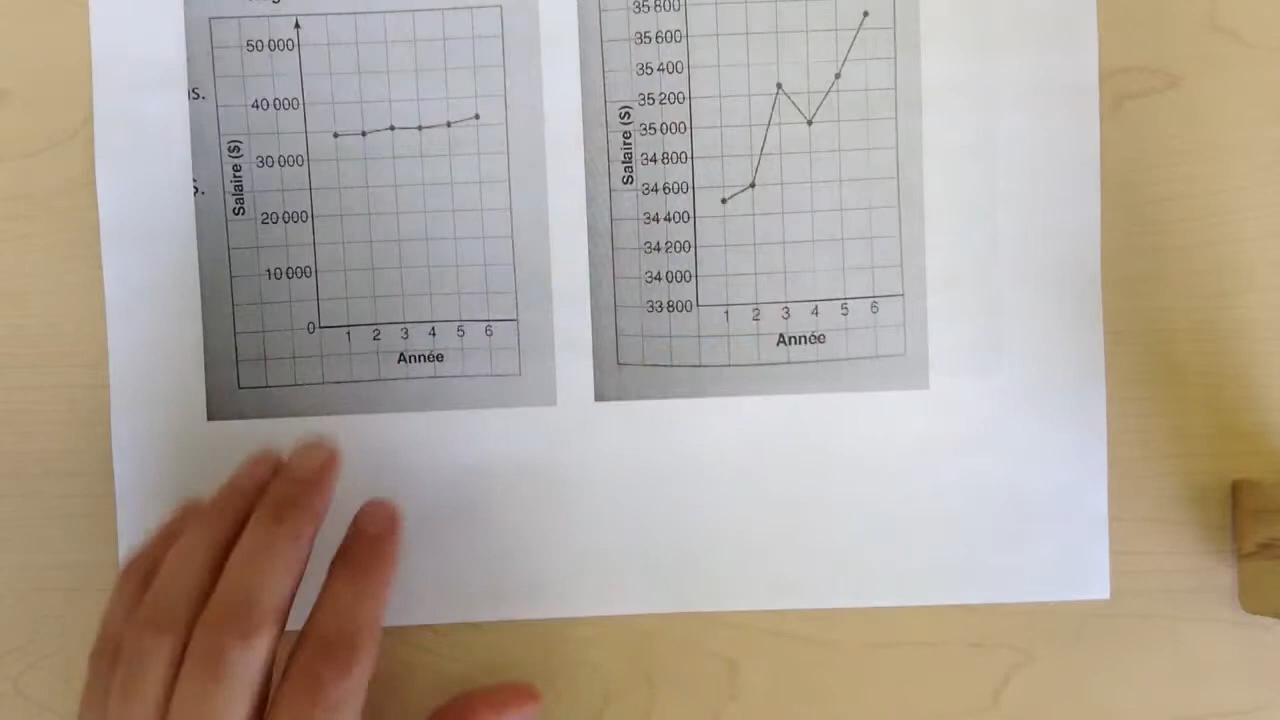 s.
$.
50 000
40 000
30 000
20 000
10 000
0
Salaire ($)
1 2 3 4 5 6
Année
35 800
35 600
35 400
35 200
35 000
34 800
34 600
34 400
34 200
34 000
33 800
Salaire ($)
1 2 3 4 5 6
Année